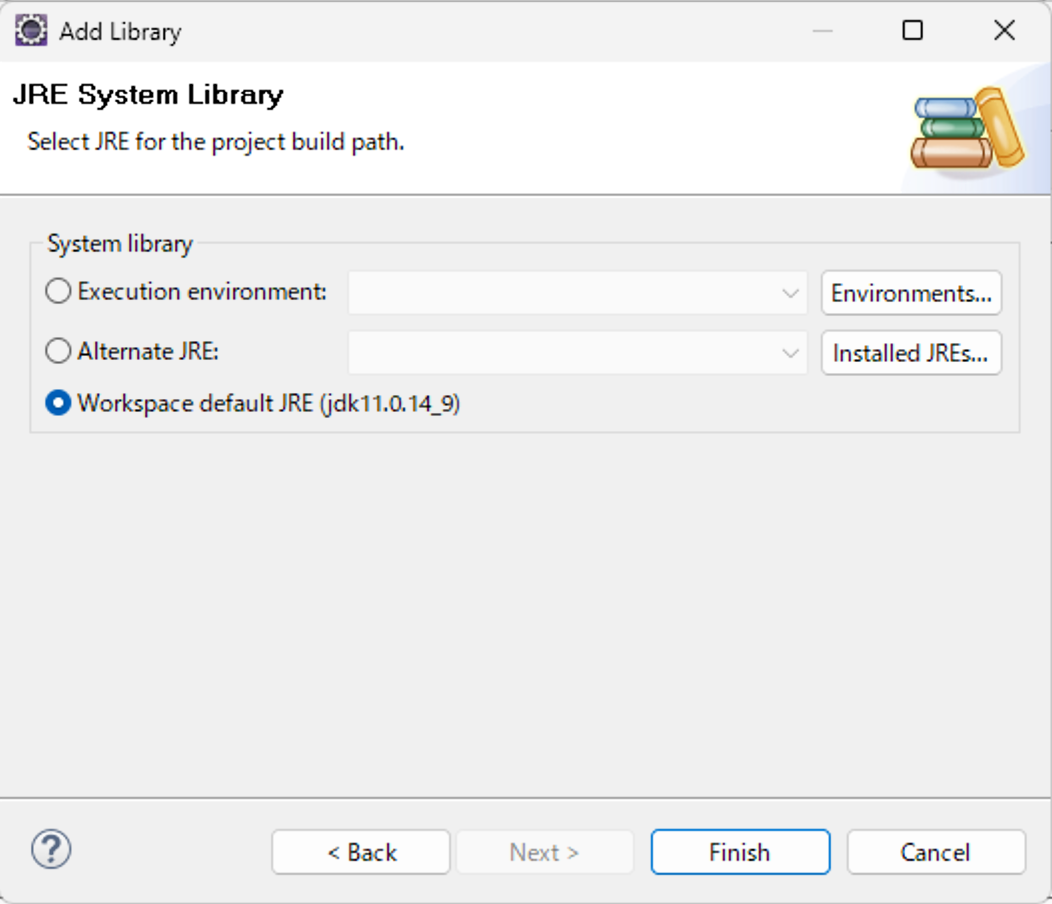 Add Library
JRE System Library
Select JRE for the project build path.
System library
Execution environment:
Environments...
Alternate JRE:
Installed JREs...
Workspace default JRE (jdk11.0.14_9)
?
< Back
Next >
Finish
Cancel